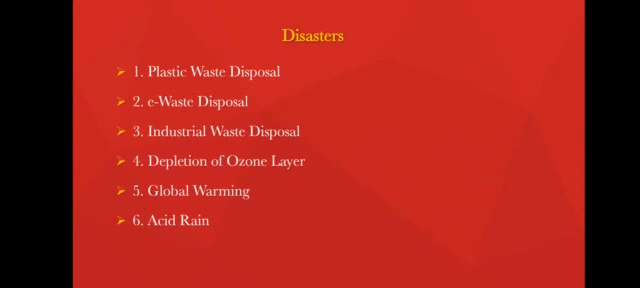 Disasters
➢ 1. Plastic Waste Disposal
➢ 2. e-Waste Disposal
➢ 3. Industrial Waste Disposal
➢ 4. Depletion of Ozone Layer
➢ 5. Global Warming
➢ 6. Acid Rain